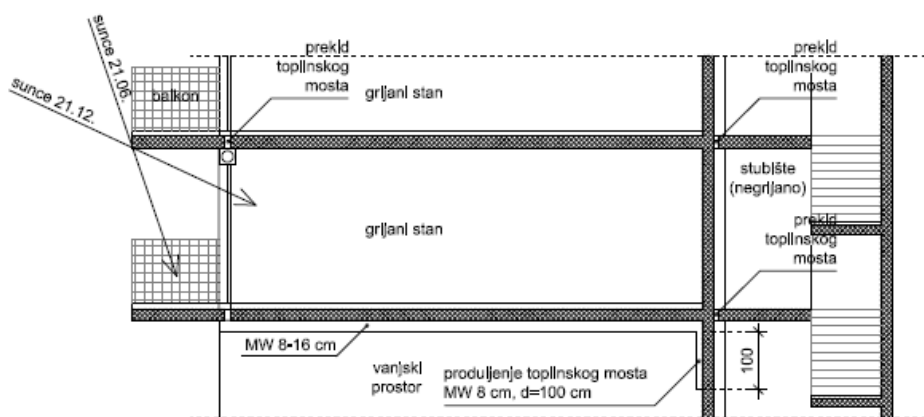 sunce 21.06.
sunce 21.12.
balkon
prekid
toplinskog
mosta
grijani stan
prekid
toplinskog
mosta
stubište
(negrijano)
grijani stan
prekid
toplinskog
mosta
MW 8-16 cm
vanjski
prostor
produljenje toplinskog mosta
MW 8 cm, d=100 cm
100